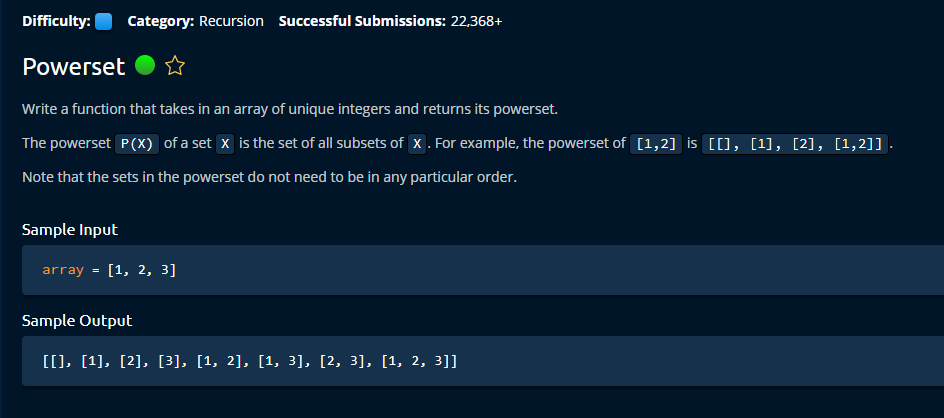 Difficulty: Category: Recursion Successful Submissions: 22,368+
Powerset
Write a function that takes in an array of unique integers and returns its powerset.
The powerset P(X) of a set X is the set of all subsets of X. For example, the powerset of [1,2] is [[], [1], [2], [1,2]].
Note that the sets in the powerset do not need to be in any particular order.
Sample Input
array = [1, 2, 3]
Sample Output
[[], [1], [2], [3], [1, 2], [1, 3], [2, 3], [1, 2, 3]]